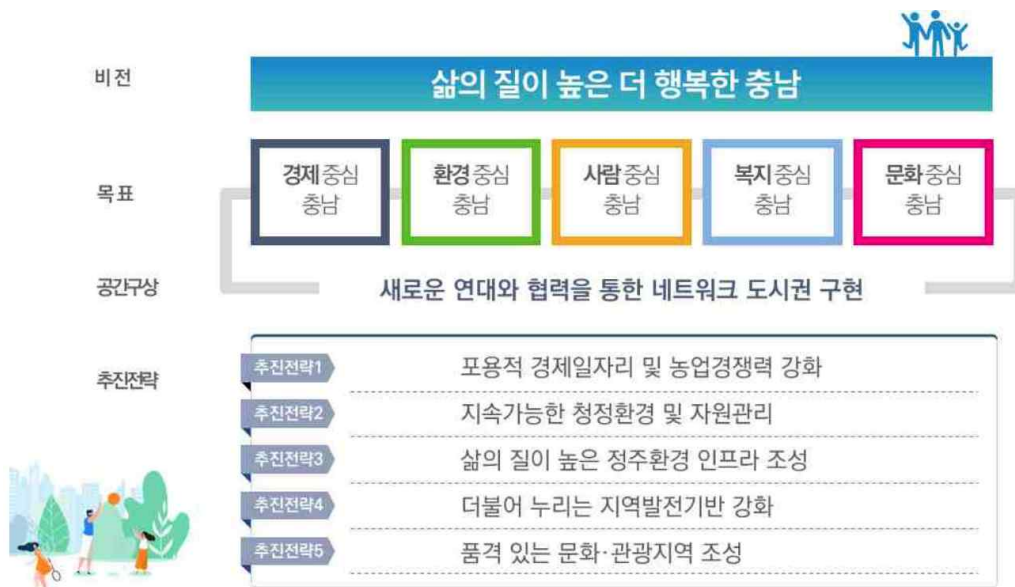 비전
삶의 질이 높은 더 행복한 충남
목표
경제중심
충남
환경중심
충남
사람중심
충남
복지중심
충남
문화중심
충남
공간구상
새로운 연대와 협력을 통한 네트워크 도시권 구현
추진전략
추진전략1 포용적 경제일자리 및 농업경쟁력 강화
추진전략2 지속가능한 청정환경 및 자원관리
추진전략3 삶의 질이 높은 정주환경 인프라 조성
추진전략4 더불어 누리는 지역발전기반 강화
추진전략5 품격 있는 문화·관광지역 조성